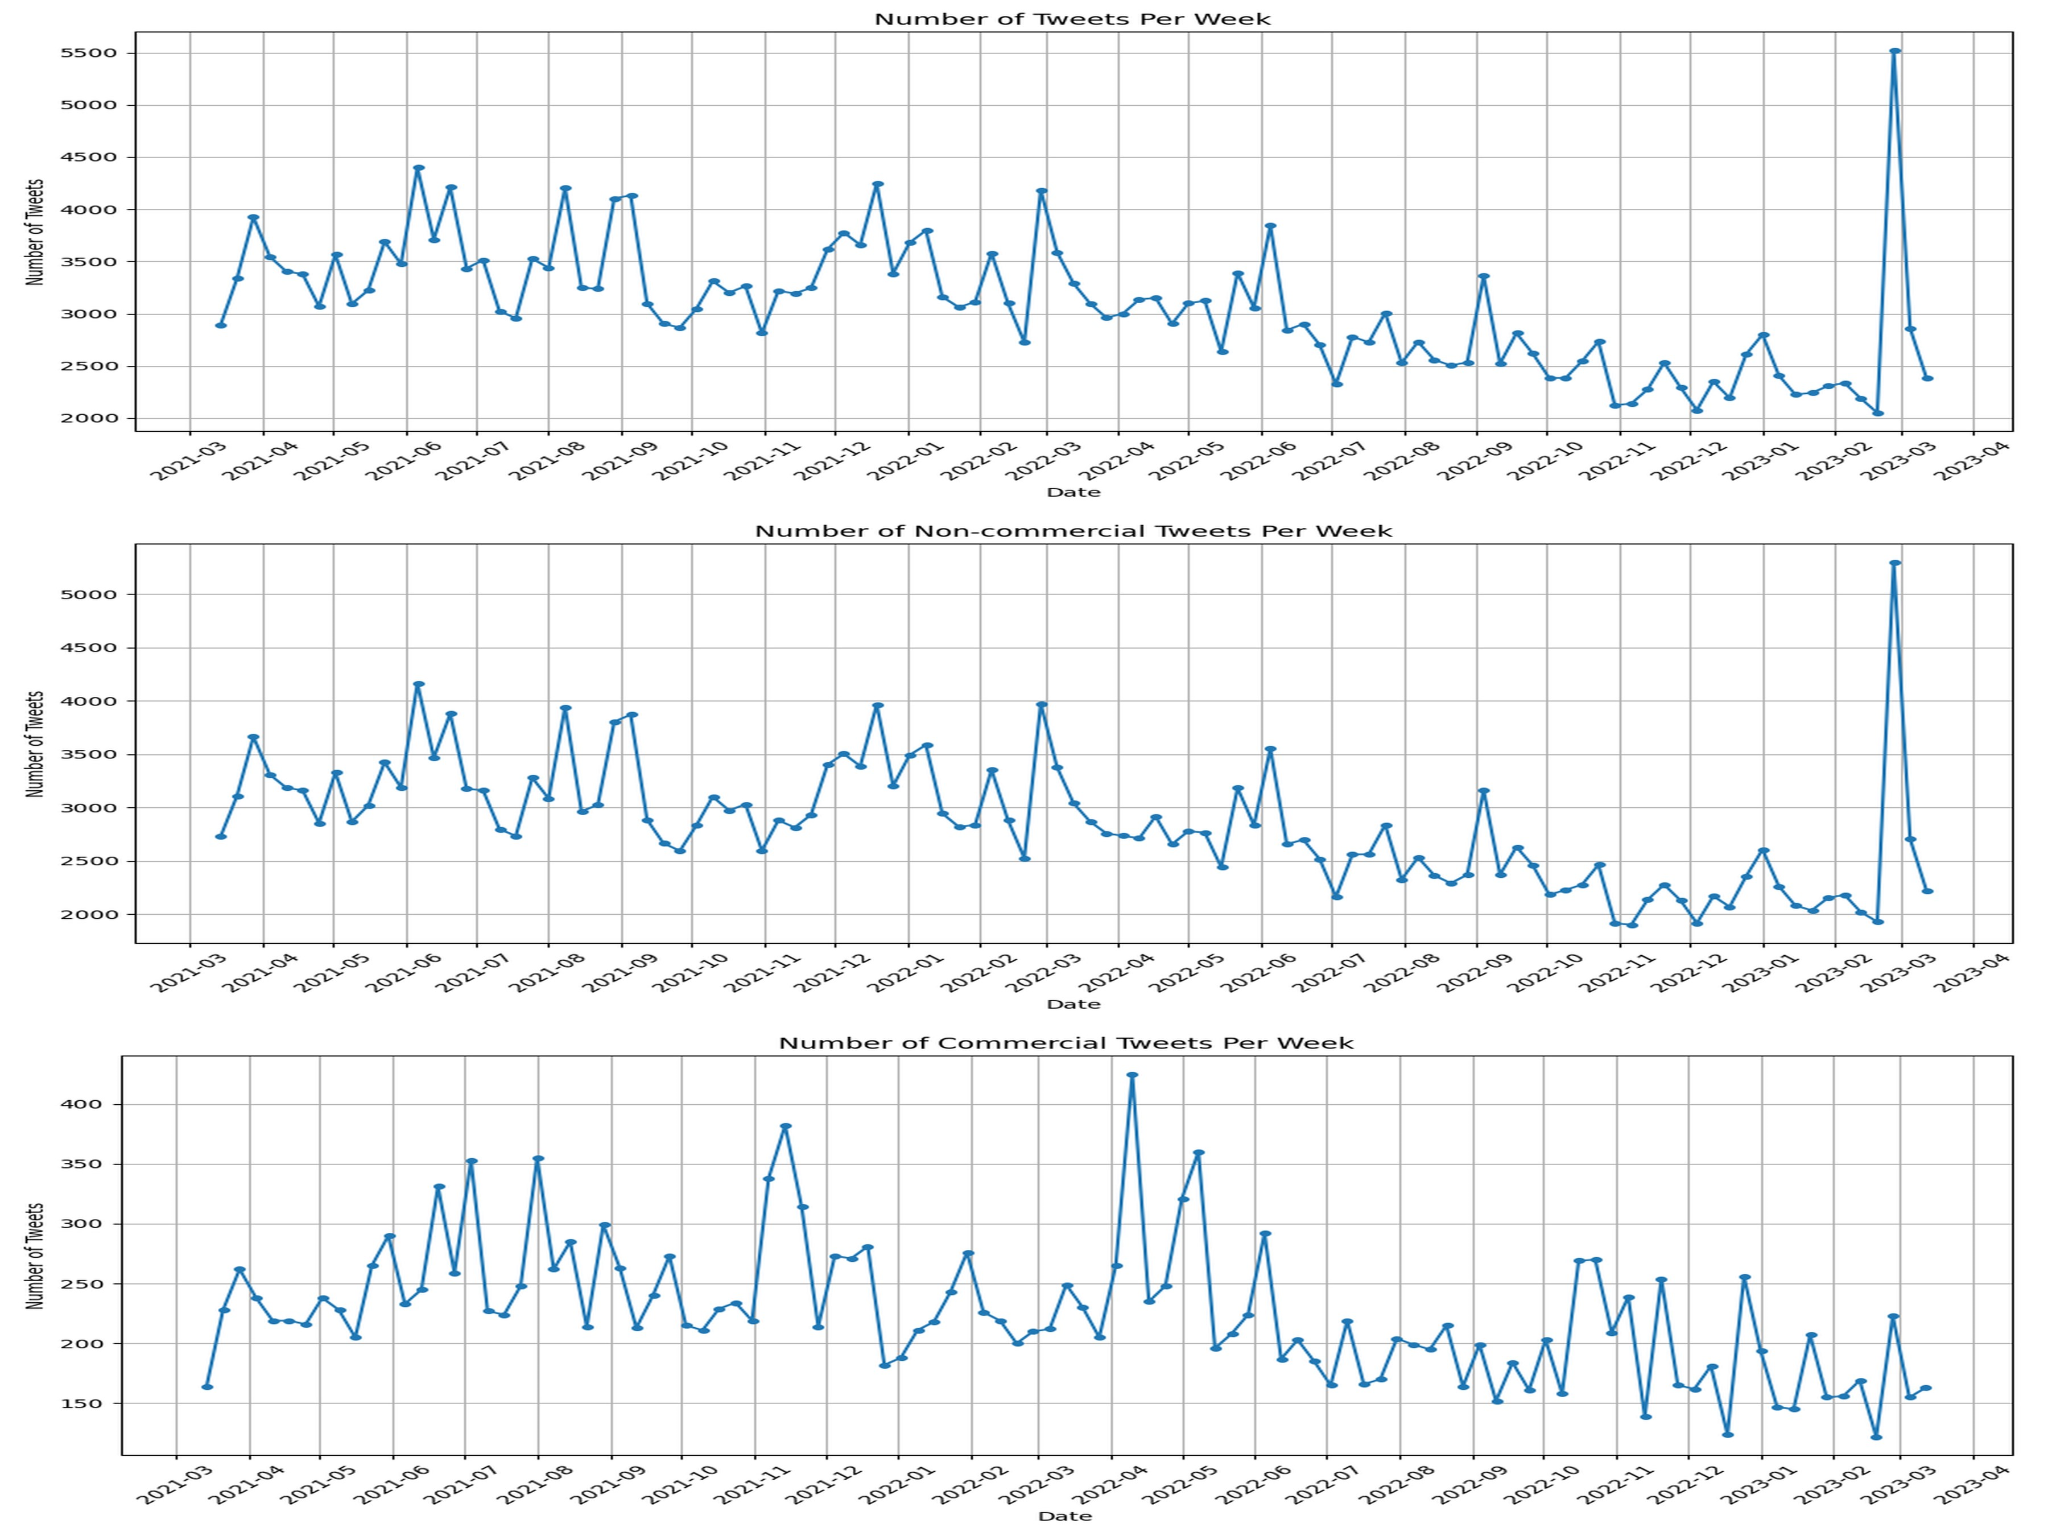 Number of Tweets Per Week
Number of Tweets
5500
5000
4500
4000
3500
3000
2500
2000
2021-03 2021-04 2021-05 2021-06 2021-07 2021-08 2021-09 2021-10 2021-11 2021-12 2022-01 2022-02 2022-03 2022-04 2022-05 2022-06 2022-07 2022-08 2022-09 2022-10 2022-11 2022-12 2023-01 2023-02 2023-03 2023-04
Date
Number of Non-commercial Tweets Per Week
Number of Tweets
5000
4500
4000
3500
3000
2500
2000
2021-03 2021-04 2021-05 2021-06 2021-07 2021-08 2021-09 2021-10 2021-11 2021-12 2022-01 2022-02 2022-03 2022-04 2022-05 2022-06 2022-07 2022-08 2022-09 2022-10 2022-11 2022-12 2023-01 2023-02 2023-03 2023-04
Date
Number of Commercial Tweets Per Week
Number of Tweets
400
350
300
250
200
150
2021-03 2021-04 2021-05 2021-06 2021-07 2021-08 2021-09 2021-10 2021-11 2021-12 2022-01 2022-02 2022-03 2022-04 2022-05 2022-06 2022-07 2022-08 2022-09 2022-10 2022-11 2022-12 2023-01 2023-02 2023-03 2023-04
Date